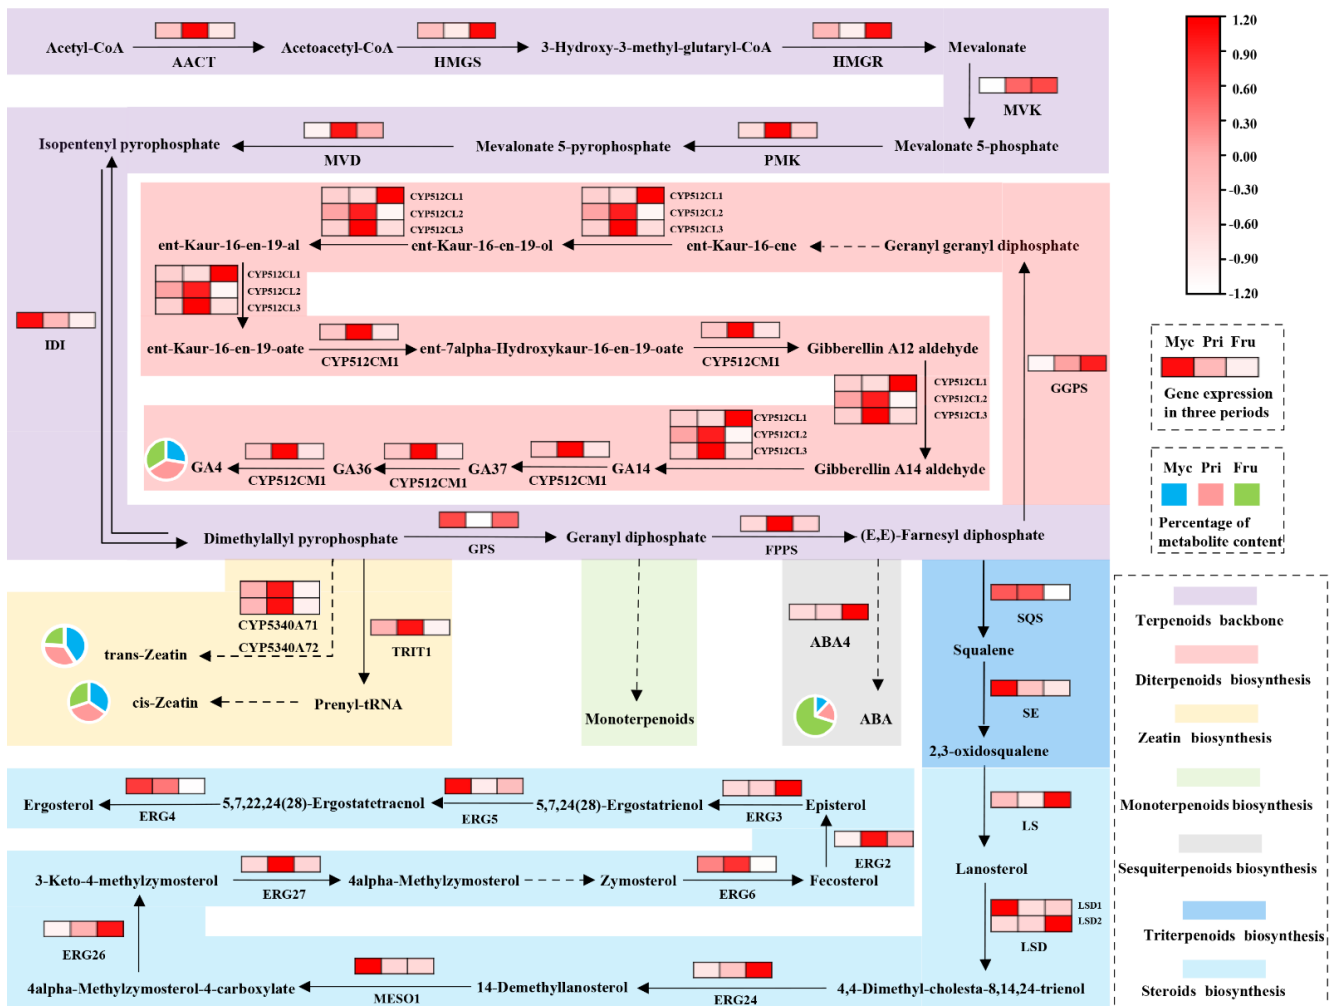 Acetyl-CoA
AACT
Acetoacetyl-CoA
HMGS
3-Hydroxy-3-methyl-glutaryl-CoA
HMGR
Mevalonate
MVK
Isopentenyl pyrophosphate
MVD
Mevalonate 5-pyrophosphate
PMK
Mevalonate 5-phosphate
CYP512CL1
CYP512CL2
CYP512CL3
CYP512CL1
CYP512CL2
CYP512CL3
ent-Kaur-16-en-19-al
ent-Kaur-16-en-19-ol
ent-Kaur-16-ene
Geranyl geranyl diphosphate
CYP512CL1
CYP512CL2
CYP512CL3
IDI
ent-Kaur-16-en-19-oate
CYP512CM1
ent-7alpha-Hydroxykaur-16-en-19-oate
CYP512CM1
Gibberellin A12 aldehyde
GGPS
CYP512CL1
CYP512CL2
CYP512CL3
CYP512CL1
CYP512CL2
CYP512CL3
GA4
CYP512CM1
GA36
CYP512CM1
GA37
CYP512CM1
GA14
Gibberellin A14 aldehyde
Dimethylallyl pyrophosphate
GPS
Geranyl diphosphate
FPPS
(E,E)-Farnesyl diphosphate
CYP5340A71
CYP5340A72
TRIT1
trans-Zeatin
cis-Zeatin
Prenyl-tRNA
Monoterpenoids
ABA4
ABA
SQS
Squalene
SE
2,3-oxidosqualene
Ergosterol
ERG4
5,7,22,24(28)-Ergostatetraenol
ERG5
5,7,24(28)-Ergostatrienol
ERG3
Episterol
LS
ERG2
3-Keto-4-methylzymosterol
ERG27
4alpha-Methylzymosterol
Zymosterol
ERG6
Fecosterol
Lanosterol
LSD1
LSD2
LSD
ERG26
4alpha-Methylzymosterol-4-carboxylate
MESO1
14-Demethyllanosterol
ERG24
4,4-Dimethyl-cholesta-8,14,24-trienol
1.20
0.90
0.60
0.30
0.00
-0.30
-0.60
-0.90
-1.20
Myc Pri Fru
Gene expression
in three periods
Myc Pri Fru
Percentage of
metabolite content
Terpenoids backbone
Diterpenoids biosynthesis
Zeatin biosynthesis
Monoterpenoids biosynthesis
Sesquiterpenoids biosynthesis
Triterpenoids biosynthesis
Steroids biosynthesis